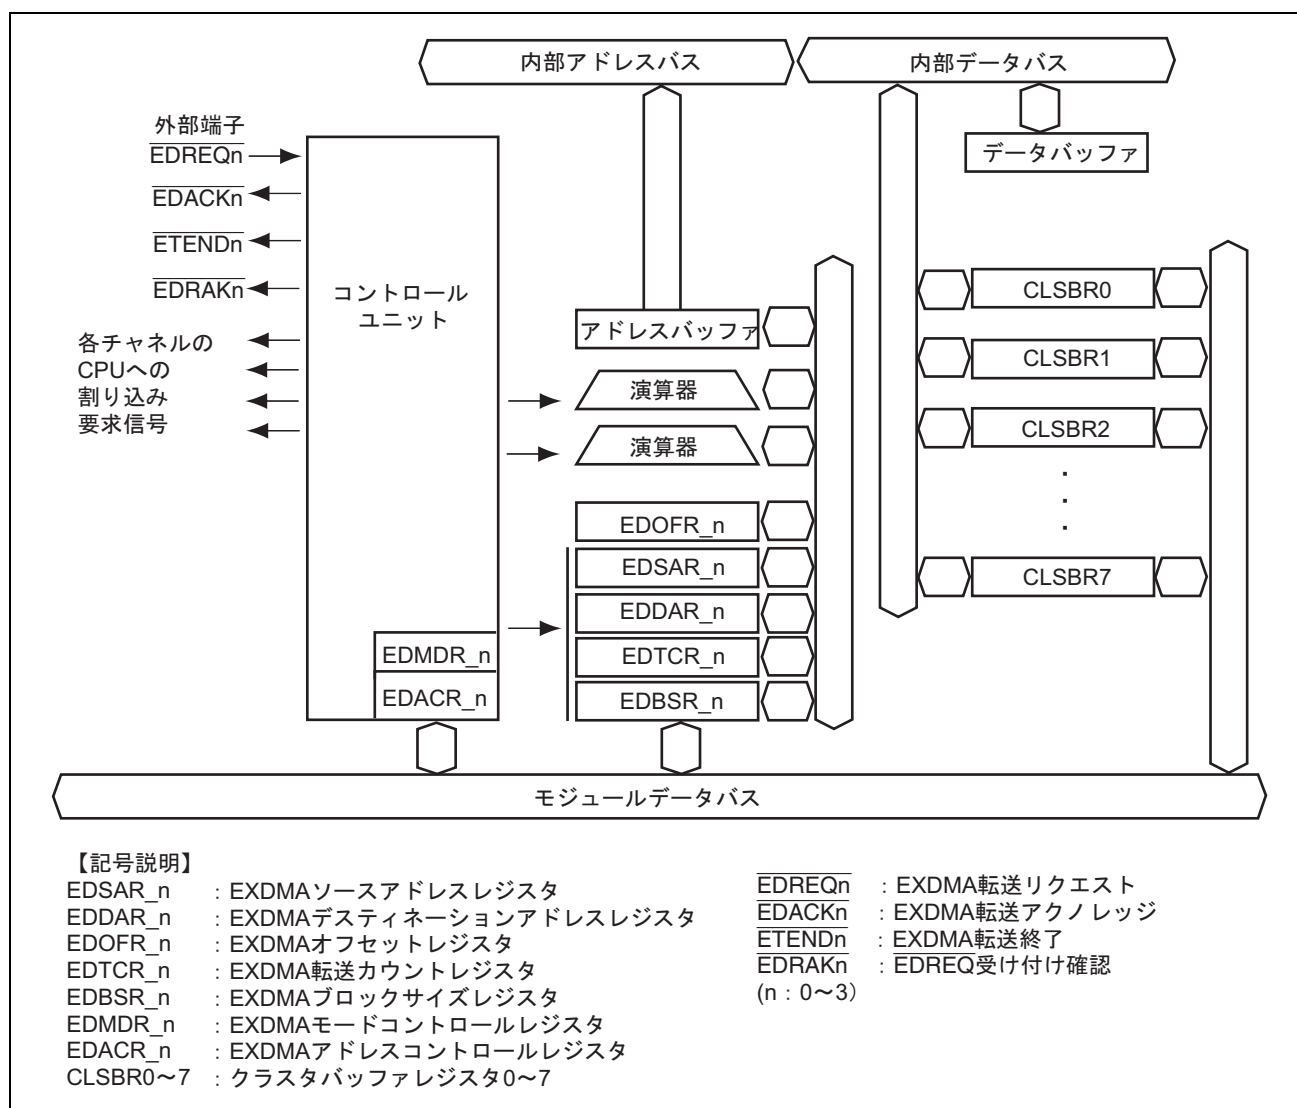 内部アドレスバス
内部データバス
外部端子
EDREQn
EDACKn
ETENDn
EDRAKn
各チャネルの
CPUへの
割り込み
要求信号
コントロール
ユニット
EDMDR_n
EDACR_n
アドレスバッファ
演算器
演算器
EDOFR_n
EDSAR_n
EDDAR_n
EDTCR_n
EDBSR_n
データバッファ
CLSBR0
CLSBR1
CLSBR2
・
・
・
CLSBR7
モジュールデータバス
【記号説明】
EDSAR_n : EXDMAソースアドレスレジスタ
EDDAR_n : EXDMAデスティネーションアドレスレジスタ
EDOFR_n : EXDMAオフセットレジスタ
EDTCR_n : EXDMA転送カウントレジスタ
EDBSR_n : EXDMAブロックサイズレジスタ
EDMDR_n : EXDMAモードコントロールレジスタ
EDACR_n : EXDMAアドレスコントロールレジスタ
CLSBR0～7 : クラスタバッファレジスタ0～7
EDREQn : EXDMA転送リクエスト
EDACKn : EXDMA転送アクノレッジ
ETENDn : EXDMA転送終了
EDRAKn : EDREQ受け付け確認
(n : 0～3）